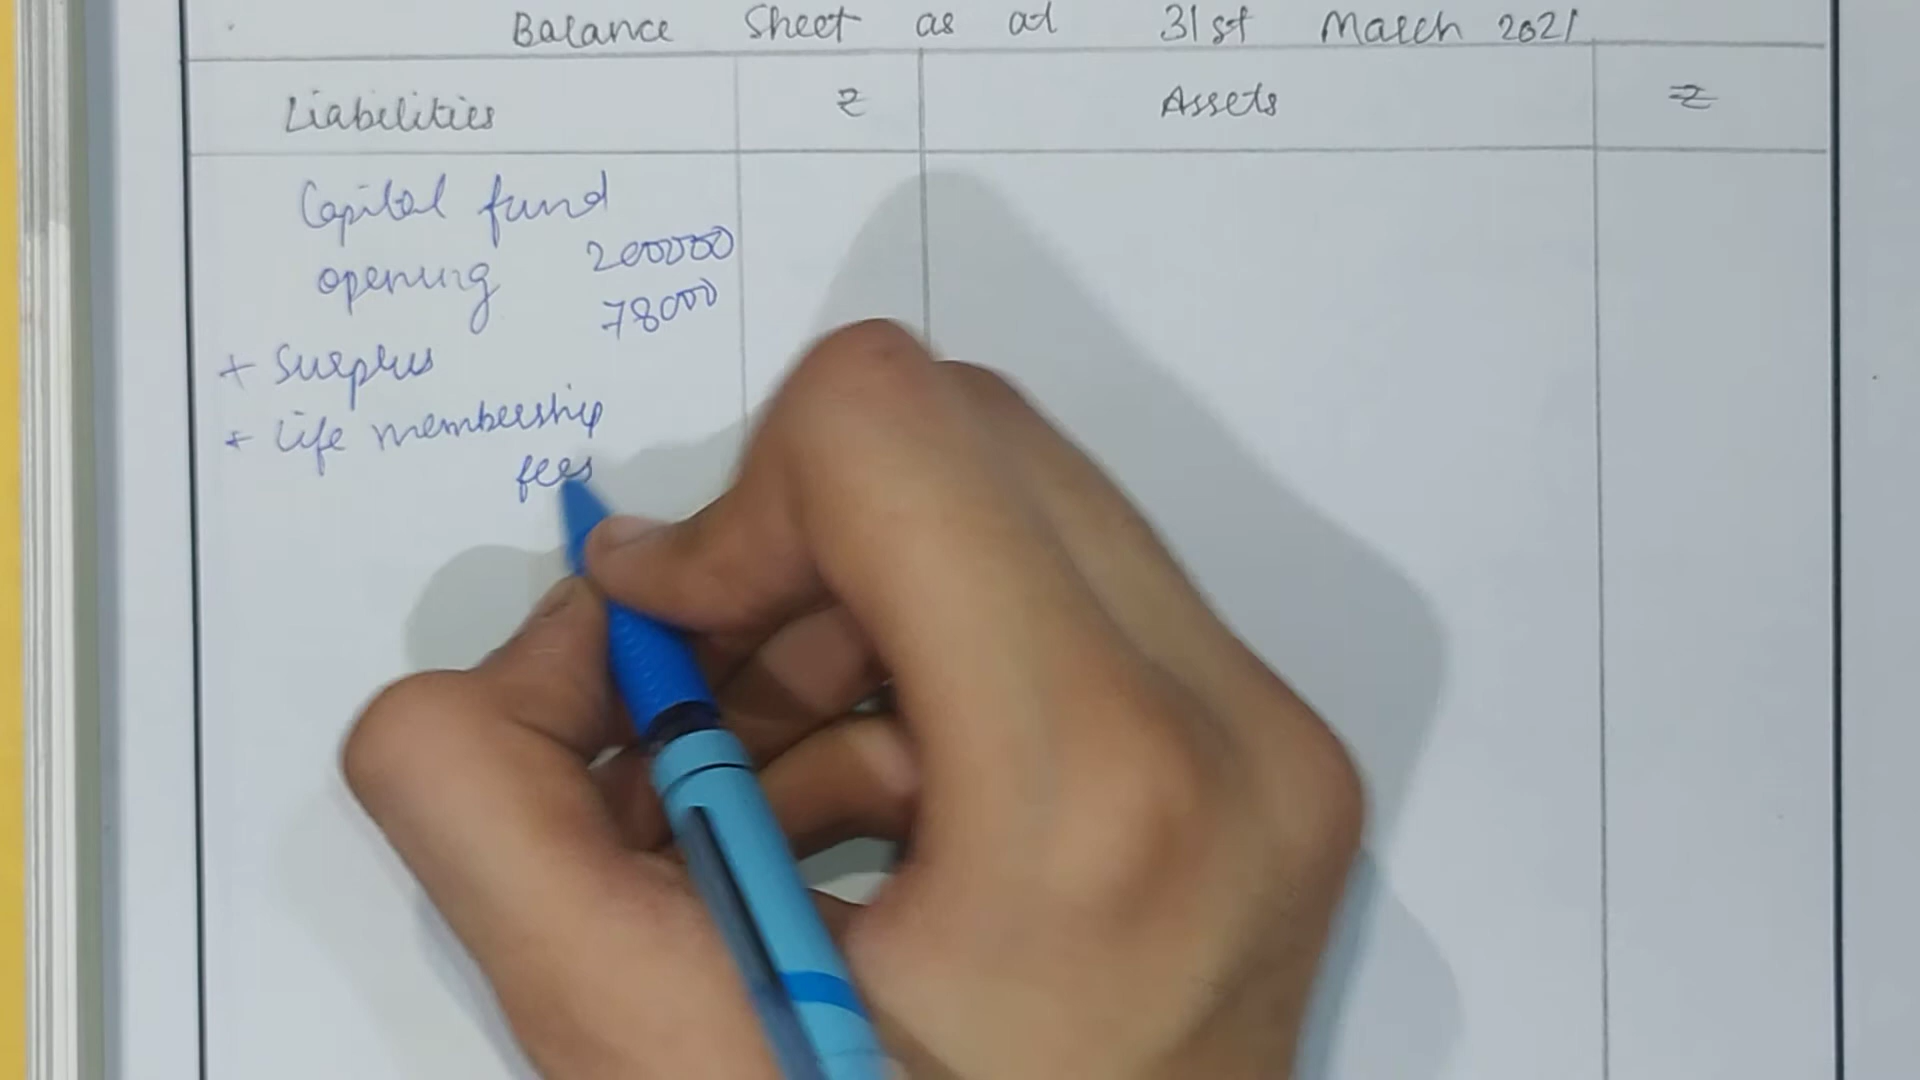 Balance Sheet as at 31st March 2021
Liabilities ₹ Assets ₹
Capital fund
opening 200000
78000
+ Surplus
+ Life membership
fees